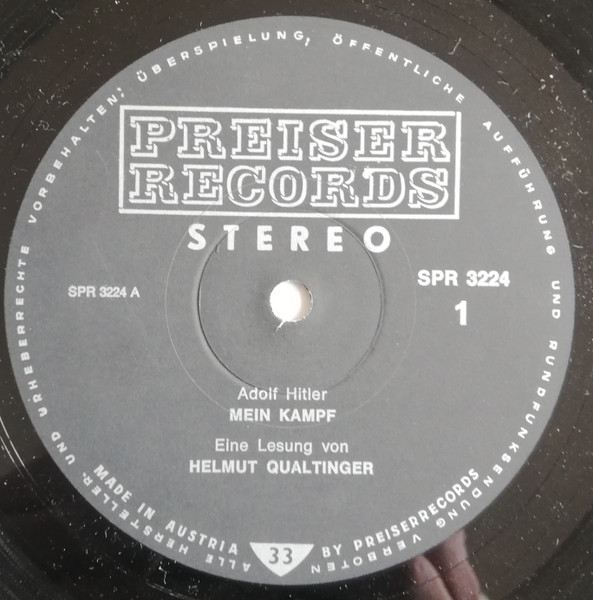 ALLE HERSTELLER- UND URHEBERRECHTE VORBEHALTEN; ÜBERSPIELUNG, ÖFFENTLICHE AUFFÜHRUNG UND RUNDFUNKSENDUNG VERBOTEN
PREISER
RECORDS
STEREO
SPR 3224 A
SPR 3224
1
Adolf Hitler
MEIN KAMPF
Eine Lesung von
HELMUT QUALTINGER
MADE IN AUSTRIA 33 BY PREISERRECORDS